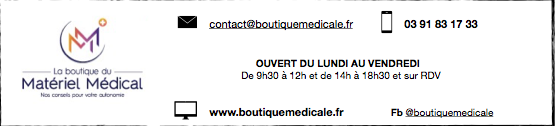 contact@boutiquemedicale.fr
03 91 83 17 33
La boutique du
Matériel Médical
Nos conseils pour votre autonomie
OUVERT DU LUNDI AU VENDREDI
De 9h30 à 12h et de 14h à 18h30 et sur RDV
www.boutiquemedicale.fr
Fb @boutiquemedicale